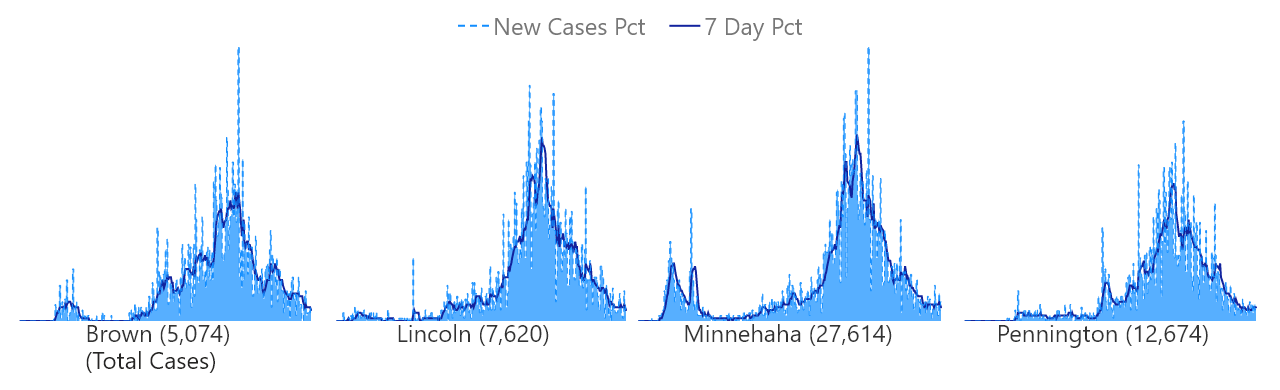 New Cases Pct 7 Day Pct
Brown (5,074)
(Total Cases)
Lincoln (7,620)
Minnehaha (27,614)
Pennington (12,674)